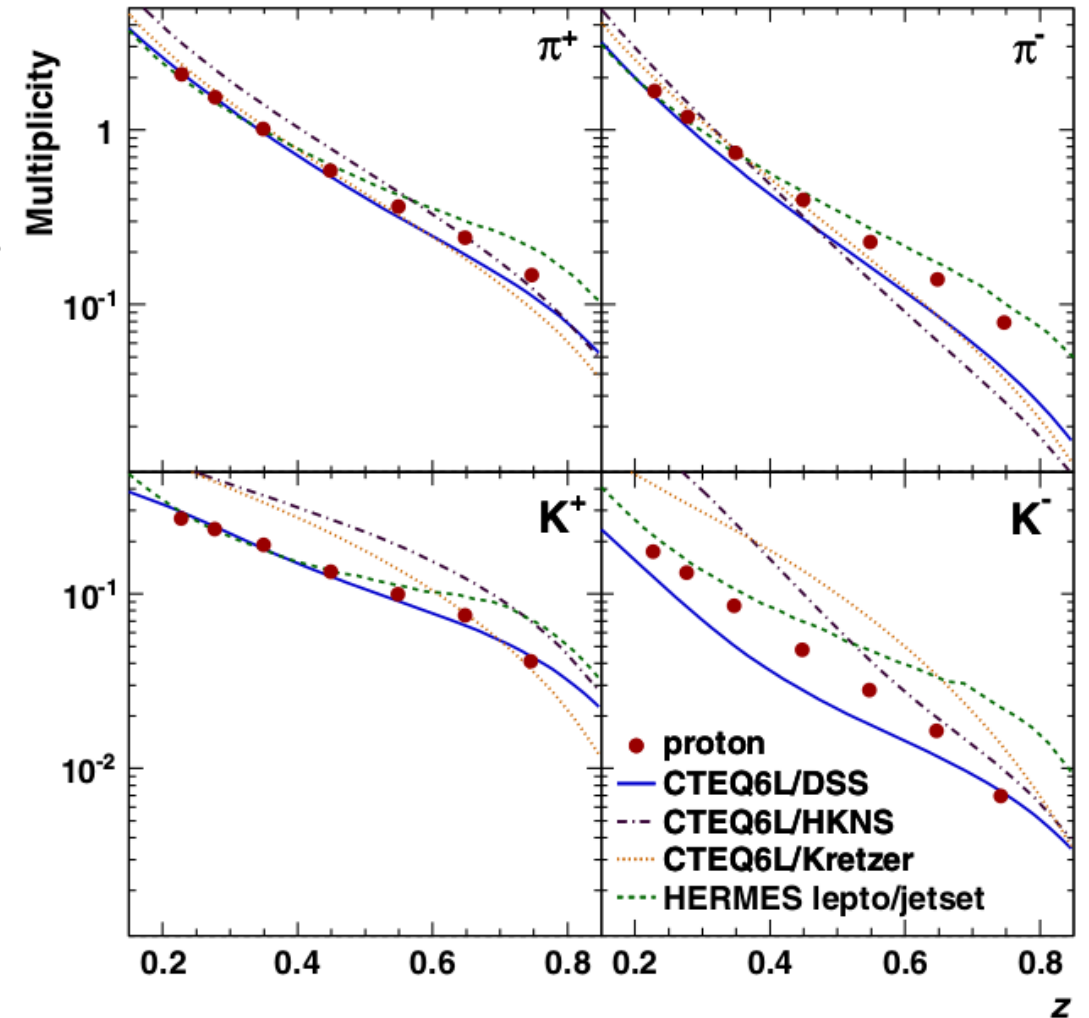 Multiplicity
π+
π-
1
10-1
K+
K-
10-1
10-2
proton
CTEQ6L/DSS
CTEQ6L/HKNS
CTEQ6L/Kretzer
HERMES lepto/jetset
0.2 0.4 0.6 0.8 0.2 0.4 0.6 0.8
z